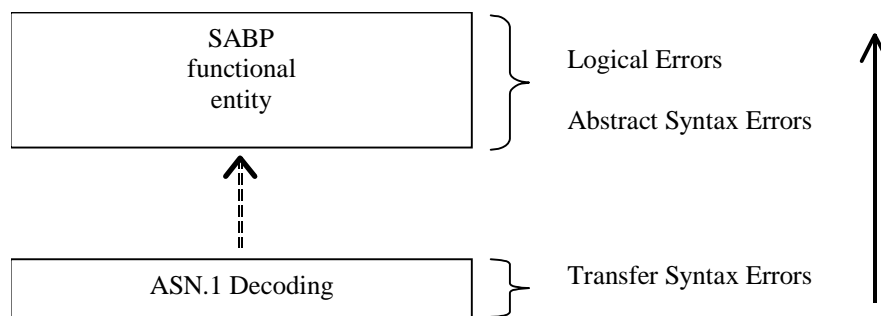 SABP
functional
entity
Logical Errors
Abstract Syntax Errors
ASN.1 Decoding
Transfer Syntax Errors